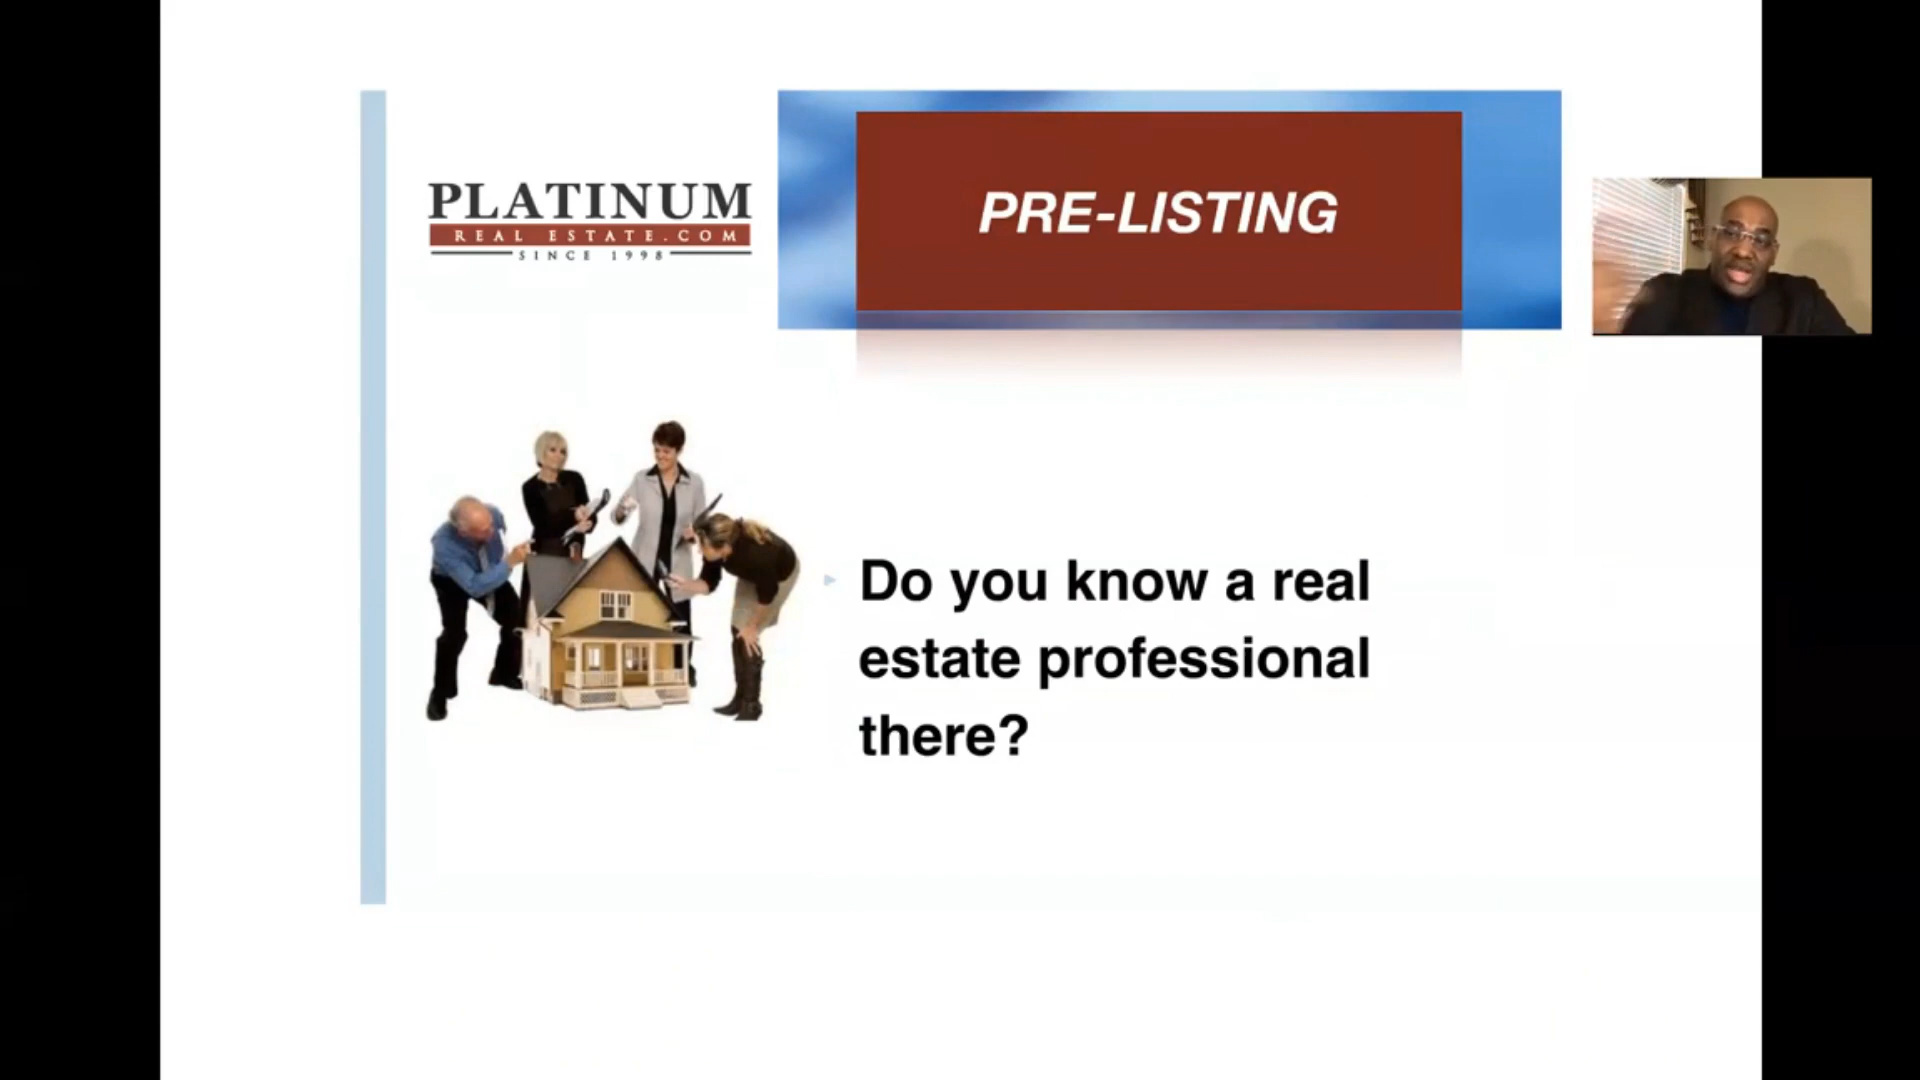 PLATINUM
REAL ESTATE.COM
SINCE 1998
PRE-LISTING
Do you know a real
estate professional
there?